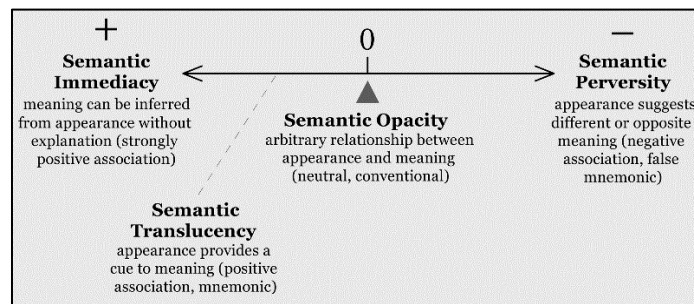 +
Semantic
Immediacy
meaning can be inferred
from appearance without
explanation (strongly
positive association)
0
Semantic Opacity
arbitrary relationship between
appearance and meaning
(neutral, conventional)
–
Semantic
Perversity
appearance suggests
different or opposite
meaning (negative
association, false
mnemonic)
Semantic
Translucency
appearance provides a
cue to meaning (positive
association, mnemonic)